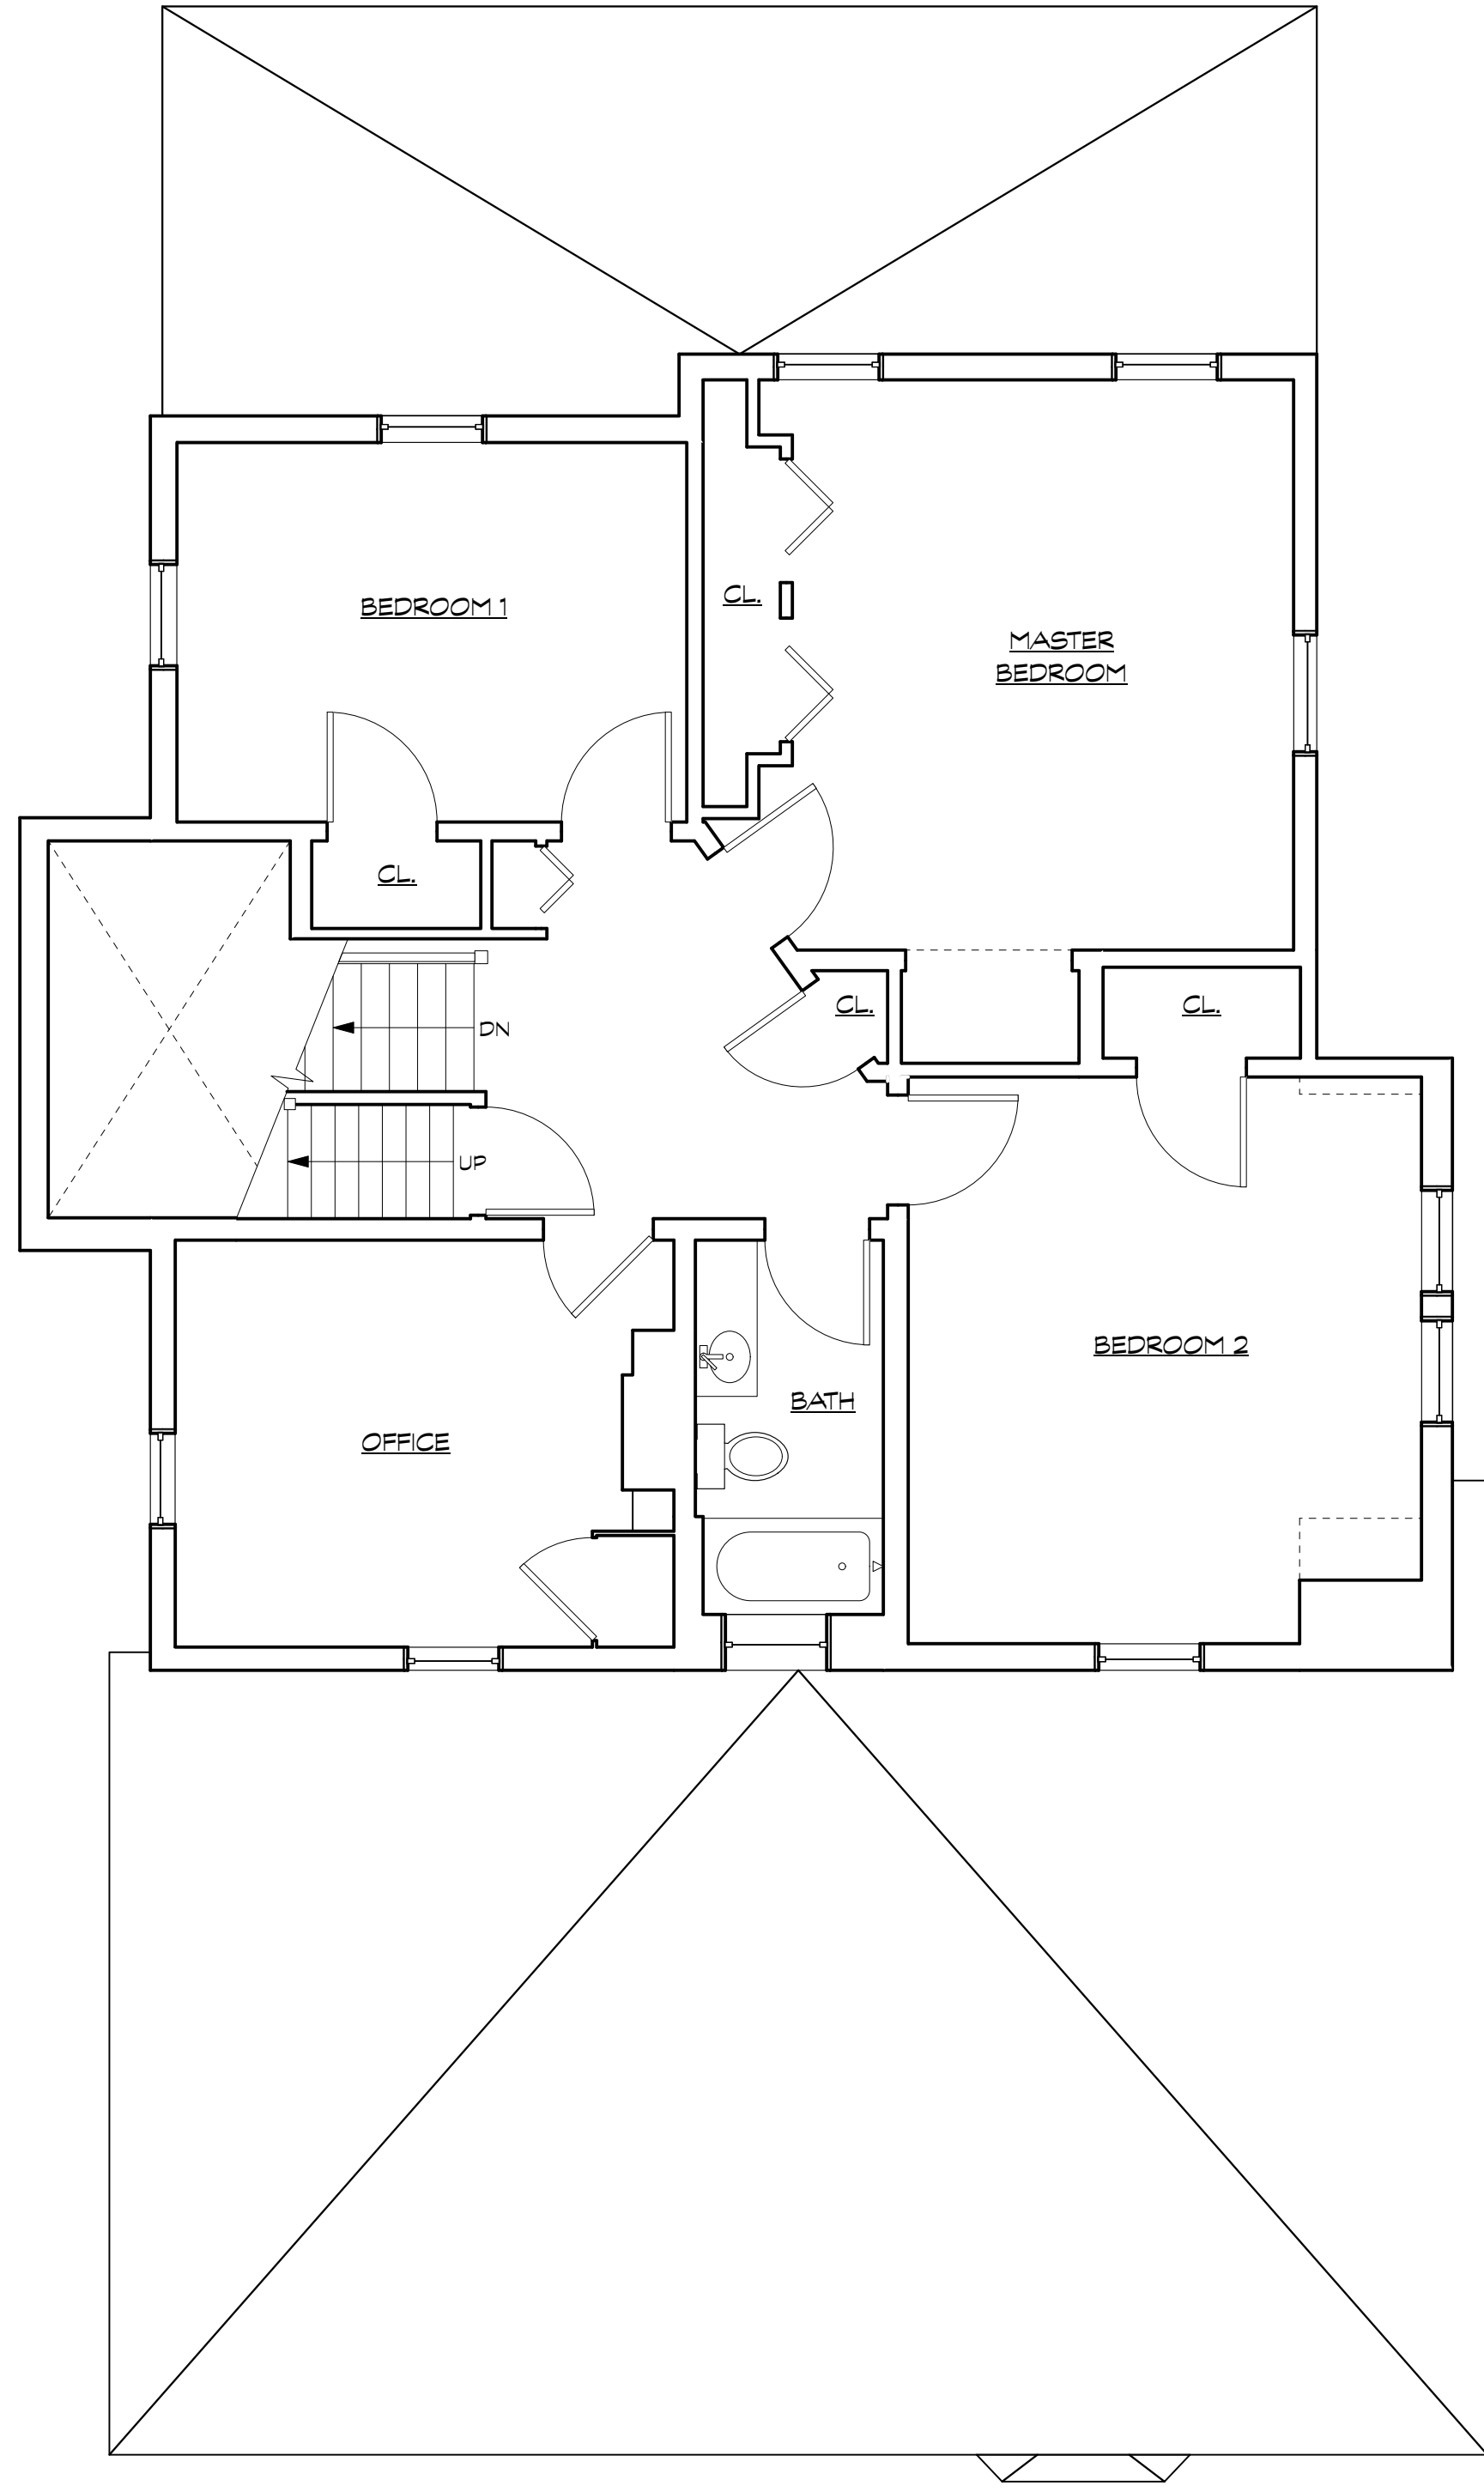 BEDROOM 1
CL.
MASTER
BEDROOM
CL.
CL.
CL.
DN
UP
BEDROOM 2
BATH
OFFICE